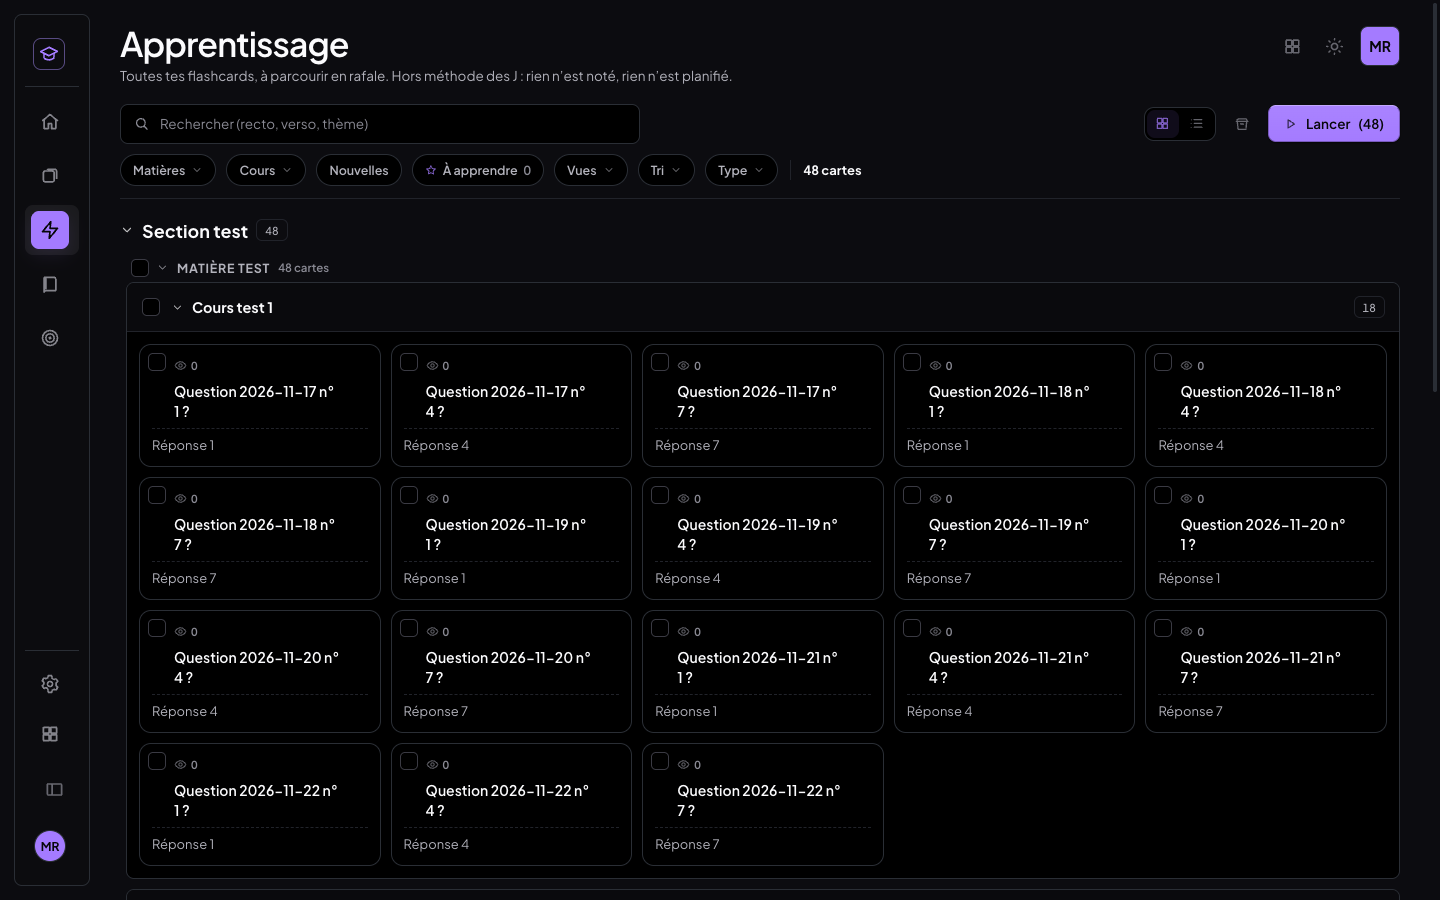 Apprentissage
Toutes tes flashcards, à parcourir en rafale. Hors méthode des J : rien n'est noté, rien n'est planifié.
MR
Rechercher (recto, verso, thème)
Lancer (48)
Matières
Cours
Nouvelles
À apprendre 0
Vues
Tri
Type
48 cartes
Section test 48
MATIÈRE TEST 48 cartes
Cours test 1
18
0
Question 2026-11-17 n°
1 ?
Réponse 1
0
Question 2026-11-17 n°
4 ?
Réponse 4
0
Question 2026-11-17 n°
7 ?
Réponse 7
0
Question 2026-11-18 n°
1 ?
Réponse 1
0
Question 2026-11-18 n°
4 ?
Réponse 4
0
Question 2026-11-18 n°
7 ?
Réponse 7
0
Question 2026-11-19 n°
1 ?
Réponse 1
0
Question 2026-11-19 n°
4 ?
Réponse 4
0
Question 2026-11-19 n°
7 ?
Réponse 7
0
Question 2026-11-20 n°
1 ?
Réponse 1
0
Question 2026-11-20 n°
4 ?
Réponse 4
0
Question 2026-11-20 n°
7 ?
Réponse 7
0
Question 2026-11-21 n°
1 ?
Réponse 1
0
Question 2026-11-21 n°
4 ?
Réponse 4
0
Question 2026-11-21 n°
7 ?
Réponse 7
0
Question 2026-11-22 n°
1 ?
Réponse 1
0
Question 2026-11-22 n°
4 ?
Réponse 4
0
Question 2026-11-22 n°
7 ?
Réponse 7
MR